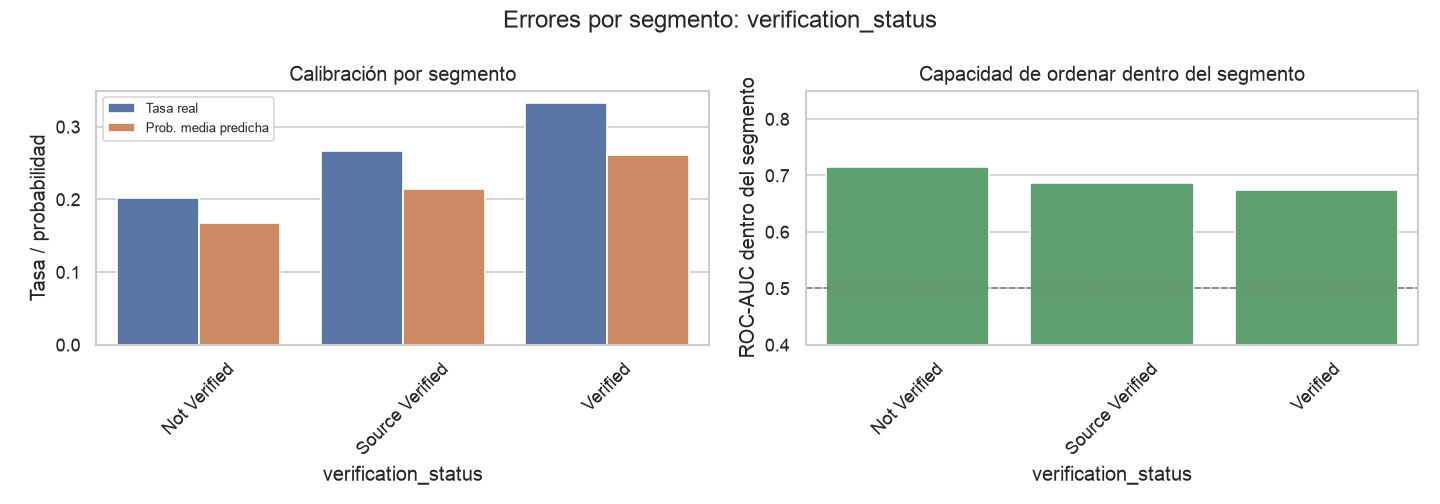 Errores por segmento: verification_status
Calibración por segmento
Tasa real
Prob. media predicha
Tasa / probabilidad
0.3
0.2
0.1
0.0
Not Verified
Source Verified
Verified
verification_status
Capacidad de ordenar dentro del segmento
ROC-AUC dentro del segmento
0.8
0.7
0.6
0.5
0.4
Not Verified
Source Verified
Verified
verification_status